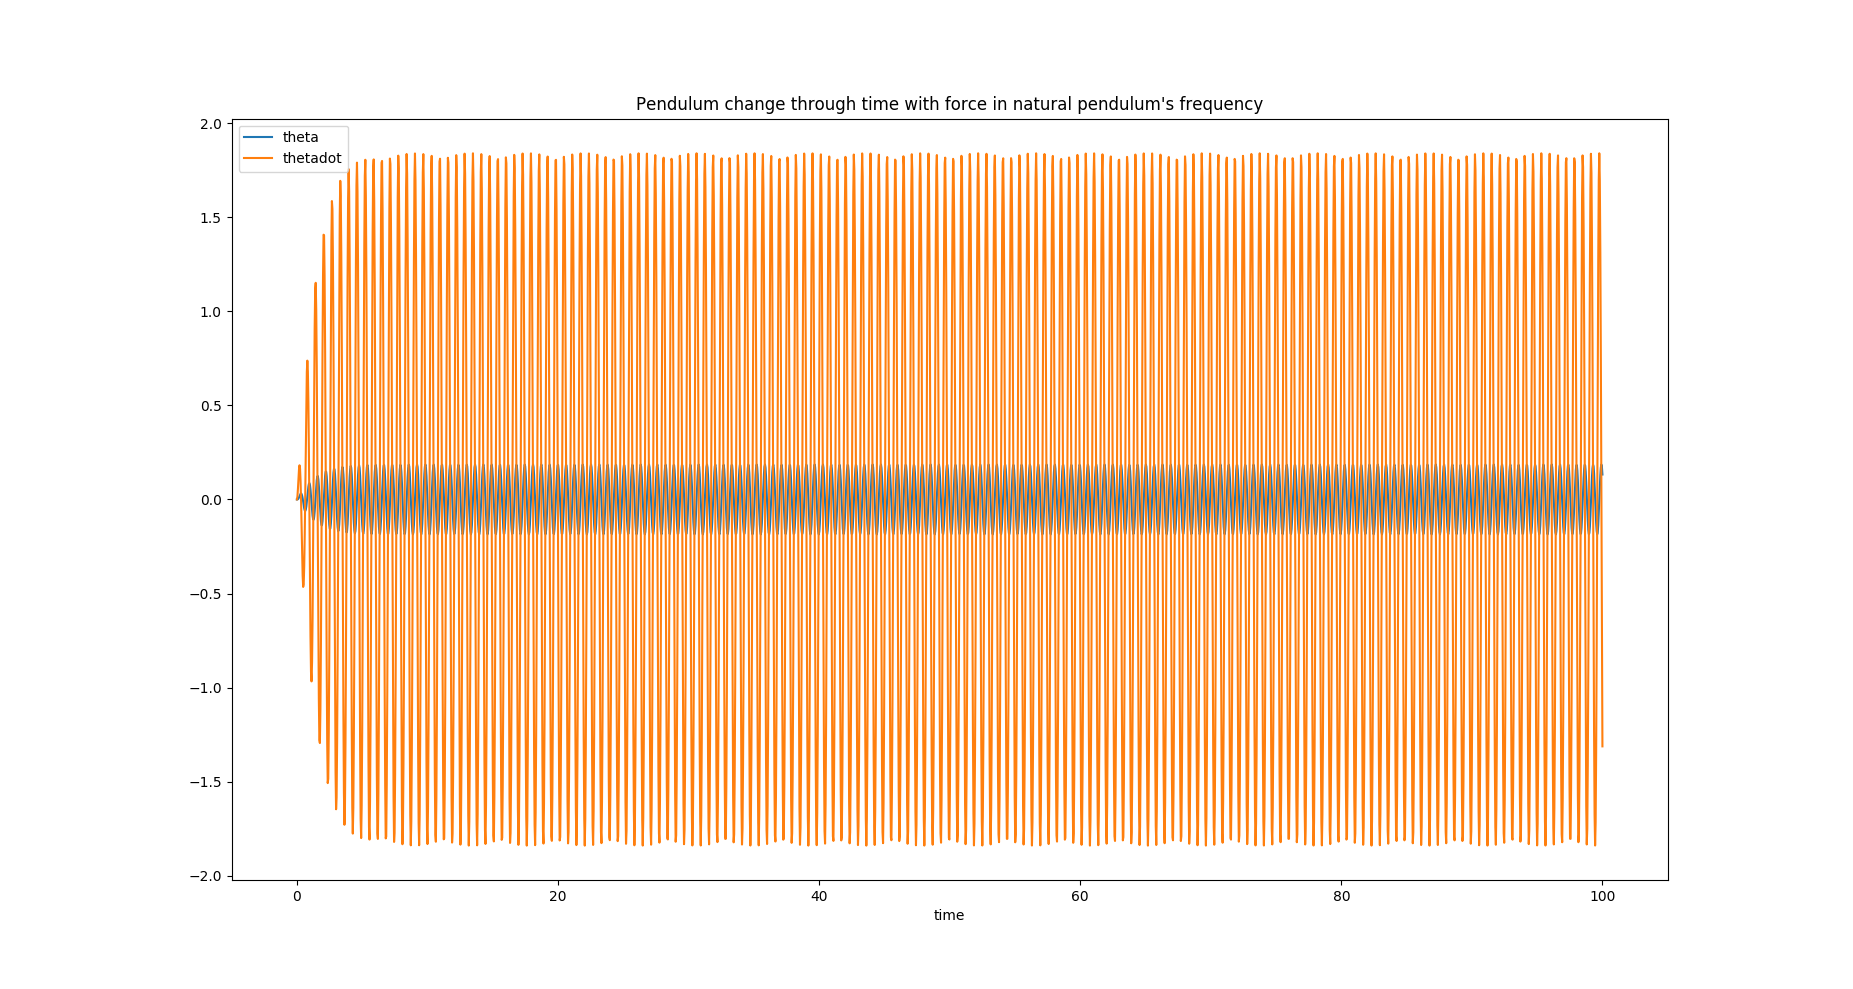 Pendulum change through time with force in natural pendulum's frequency
theta
thetadot
2.0
1.5
1.0
0.5
0.0
−0.5
−1.0
−1.5
−2.0
0 20 40 60 80 100
time